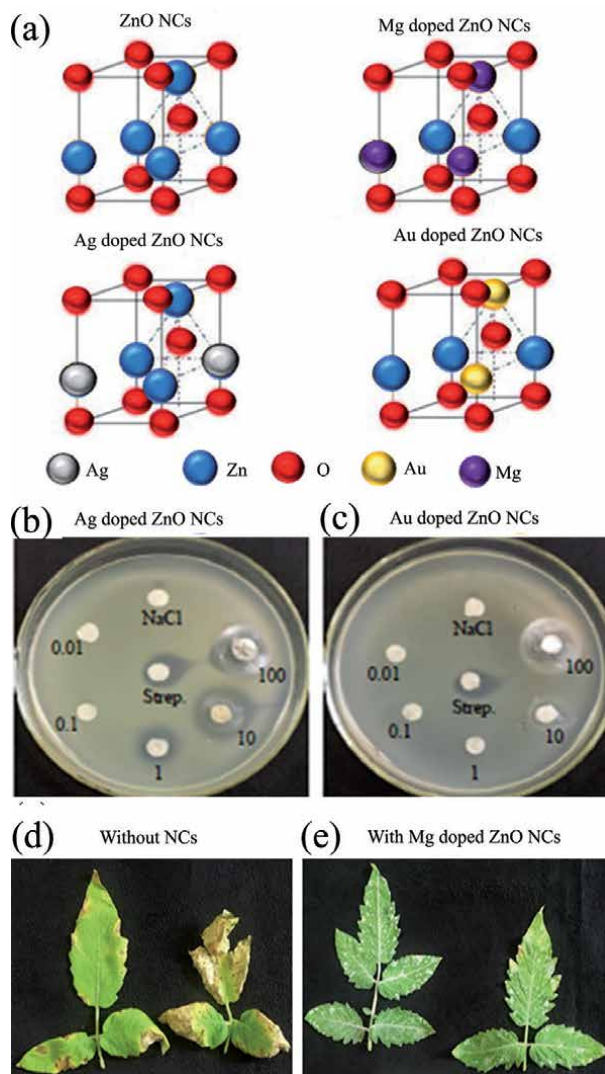 (a)
ZnO NCs
Mg doped ZnO NCs
Ag doped ZnO NCs
Au doped ZnO NCs
Ag
Zn
O
Au
Mg
(b)
Ag doped ZnO NCs
(c)
Au doped ZnO NCs
NaCl
0.01
100
Strep.
0.1
10
1
NaCl
0.01
100
Strep.
0.1
10
1
(d)
Without NCs
(e)
With Mg doped ZnO NCs